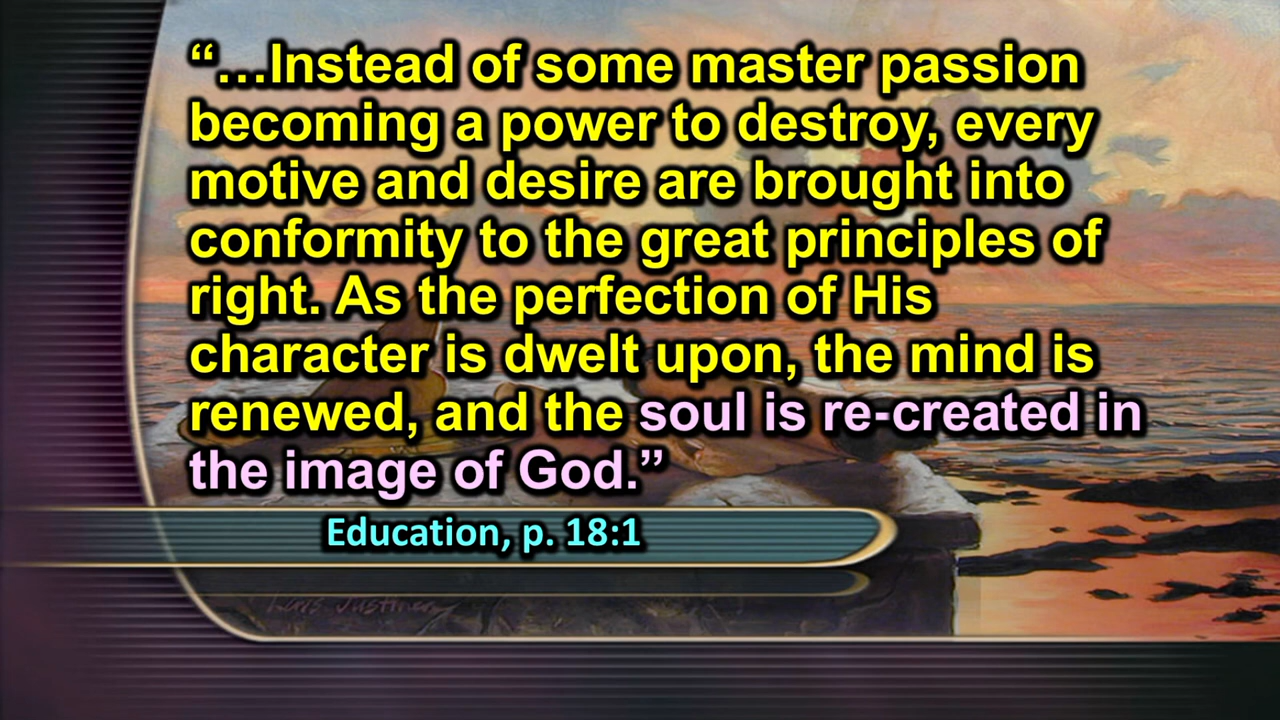 “...Instead of some master passion
becoming a power to destroy, every
motive and desire are brought into
conformity to the great principles of
right. As the perfection of His
character is dwelt upon, the mind is
renewed, and the soul is re-created in
the image of God.”
Education, p. 18:1